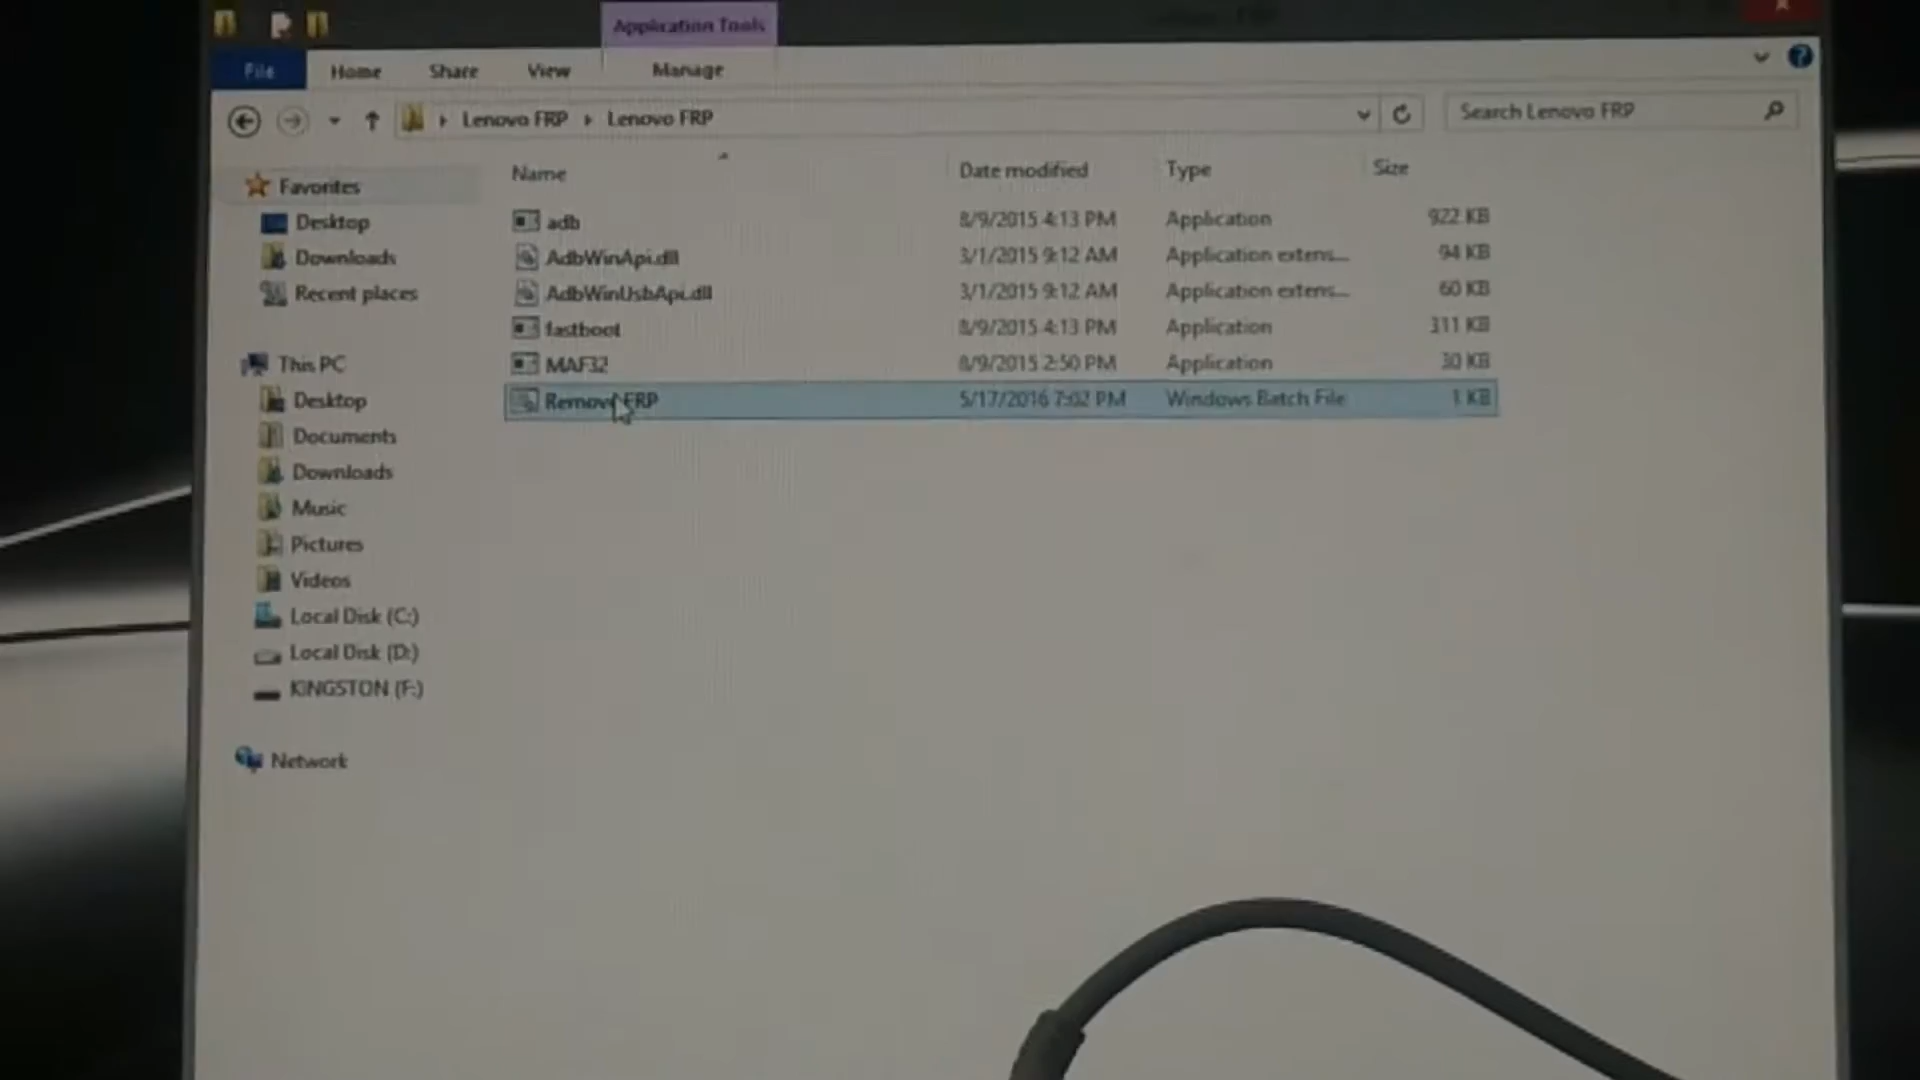 Application Tools
File Home Share View Manage
Lenovo FRP Lenovo FRP Search Lenovo FRP
Name Date modified Type Size
Favorites
Desktop
Downloads
Recent places
This PC
Desktop
Documents
Downloads
Music
Pictures
Videos
Local Disk (C:)
Local Disk (D:)
KINGSTON (F:)
Network
adb 8/9/2015 4:13 PM Application 922 KB
AdbWinApi.dll 3/1/2015 9:12 AM Application extens... 94 KB
AdbWinUsbApi.dll 3/1/2015 9:12 AM Application extens... 60 KB
fastboot 8/9/2015 4:13 PM Application 311 KB
MAF32 8/9/2015 2:50 PM Application 30 KB
Remove FRP 5/17/2016 7:02 PM Windows Batch File 1 KB